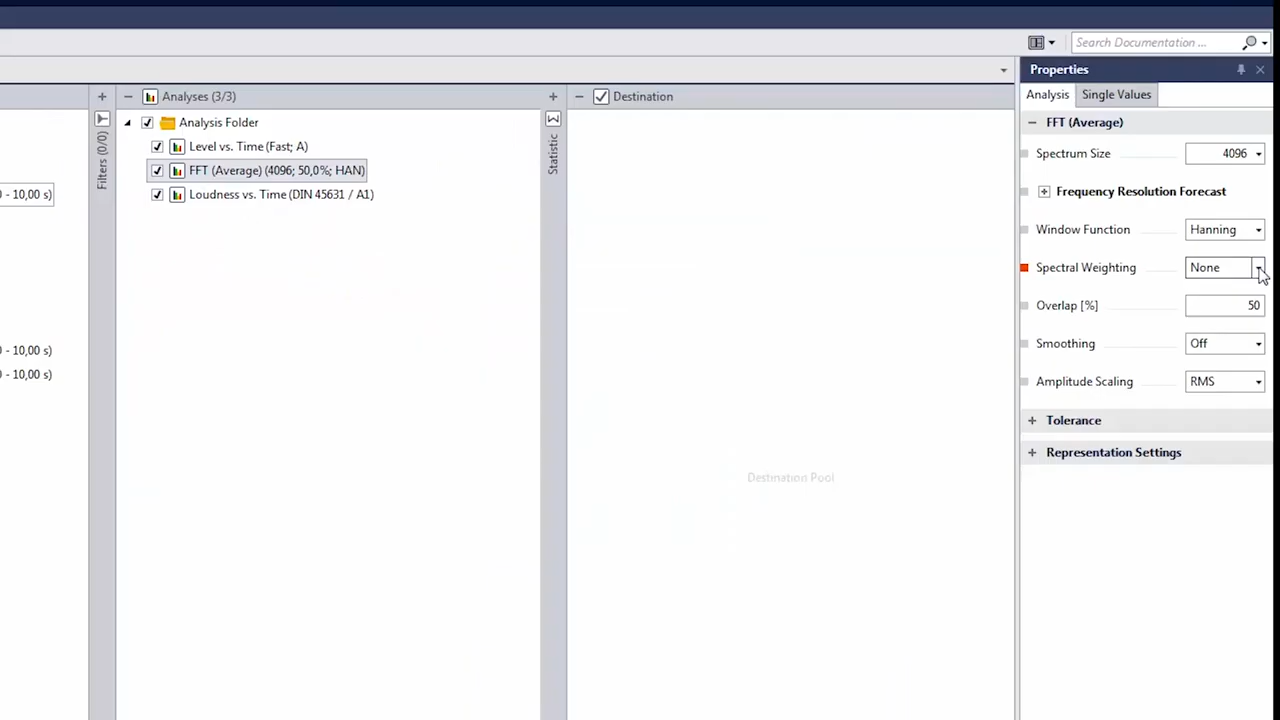 Search Documentation ...
Properties
Analysis Single Values
FFT (Average)
Spectrum Size 4096
Frequency Resolution Forecast
Window Function Hanning
Spectral Weighting None
Overlap [%] 50
Smoothing Off
Amplitude Scaling RMS
Tolerance
Representation Settings
Analyses (3/3)
Analysis Folder
Level vs. Time (Fast; A)
FFT (Average) (4096; 50,0%; HAN)
Loudness vs. Time (DIN 45631 / A1)
Filters (0/0)
Statistic
Destination
Destination Pool
- 10,00 s)
- 10,00 s)
- 10,00 s)